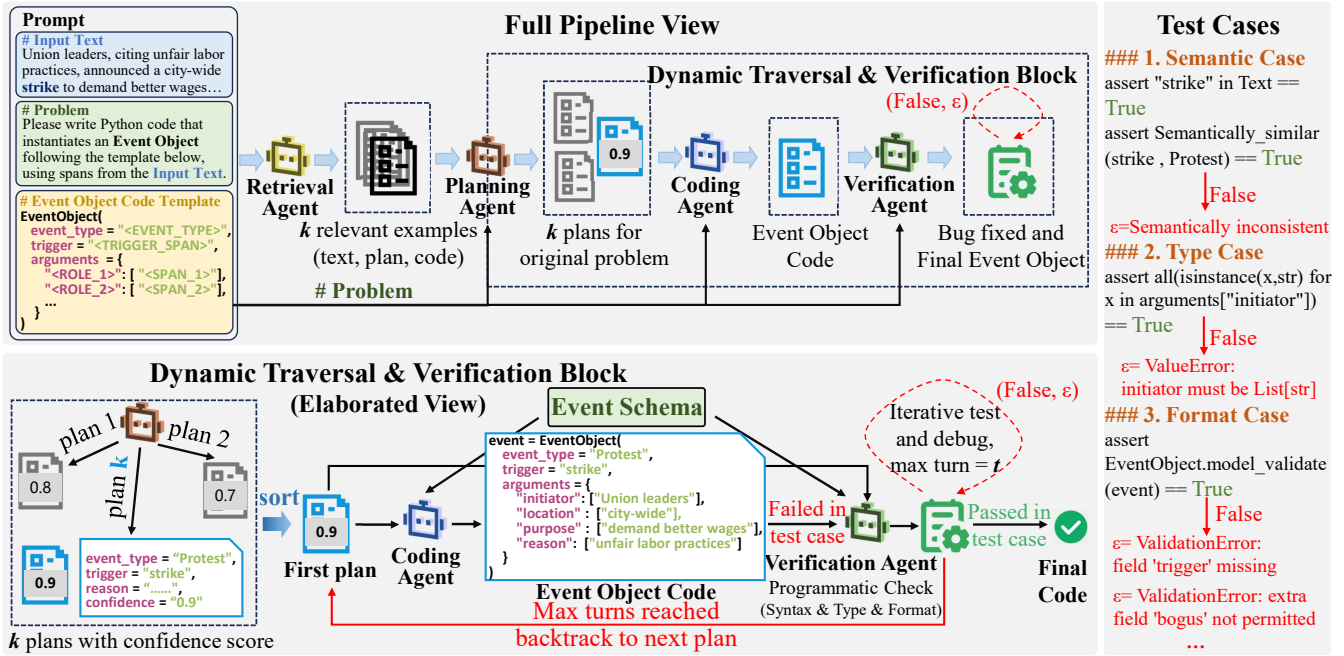 Prompt
# Input Text
Union leaders, citing unfair labor
practices, announced a city-wide
strike to demand better wages…
# Problem
Please write Python code that
instantiates an Event Object
following the template below,
using spans from the Input Text.
# Event Object Code Template
EventObject(
event_type = "<EVENT_TYPE>",
trigger = "<TRIGGER_SPAN>",
arguments = {
"<ROLE_1>": [ "<SPAN_1>"],
"<ROLE_2>": [ "<SPAN_2>"],
...
}
)
Full Pipeline View
Dynamic Traversal & Verification Block
(False, ε)
0.9
Retrieval
Agent
k relevant examples
(text, plan, code)
Planning
Agent
k plans for
original problem
Coding
Agent
Event Object
Code
Verification
Agent
Bug fixed and
Final Event Object
# Problem
Dynamic Traversal & Verification Block
(Elaborated View)
plan 1
plan 2
plan k
0.8
0.7
0.9
event_type = "Protest",
trigger = "strike",
reason = "……",
confidence = "0.9"
k plans with confidence score
sort
0.9
First plan
Coding
Agent
Event Schema
event = EventObject(
event_type = "Protest",
trigger = "strike",
arguments = {
"initiator": ["Union leaders"],
"location" : ["city-wide"],
"purpose" : ["demand better wages"],
"reason": ["unfair labor practices"]
}
)
Event Object Code
Failed in
test case
Verification Agent
Programmatic Check
(Syntax & Type & Format)
(False, ε)
Iterative test
and debug,
max turn = t
Passed in
test case
Final
Code
Max turns reached
backtrack to next plan
Test Cases
### 1. Semantic Case
assert "strike" in Text ==
True
assert Semantically_similar
(strike , Protest) == True
False
ε=Semantically inconsistent
### 2. Type Case
assert all(isinstance(x,str) for
x in arguments["initiator"])
== True
False
ε= ValueError:
initiator must be List[str]
### 3. Format Case
assert
EventObject.model_validate
(event) == True
False
ε= ValidationError:
field 'trigger' missing
ε= ValidationError: extra
field 'bogus' not permitted
...